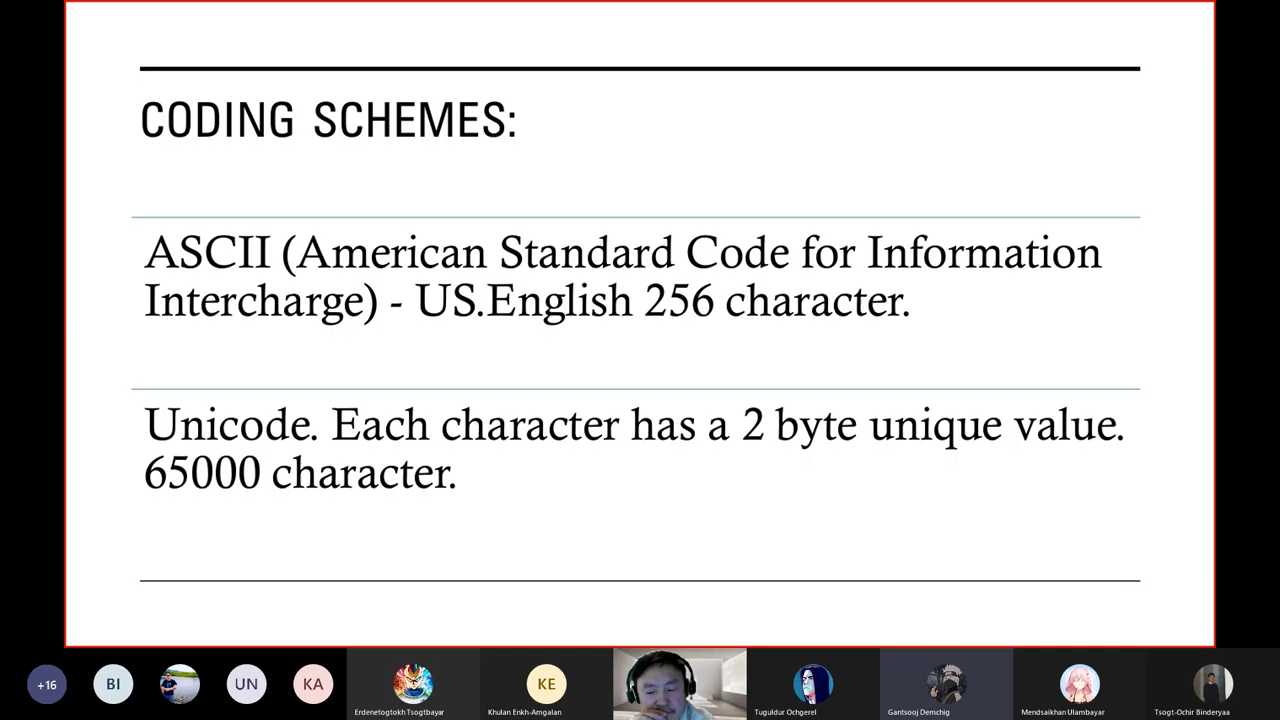 CODING SCHEMES:
ASCII (American Standard Code for Information
Intercharge) - US.English 256 character.
Unicode. Each character has a 2 byte unique value.
65000 character.
+16
BI
UN
KA
KE
Erdenetogtokh Tsogtbayar
Khulan Enkh-Amgalan
Tuguldur Ochgerel
Gantsooj Demchig
Mendsaikhan Ulambayar
Tsogt-Ochir Binderyaa